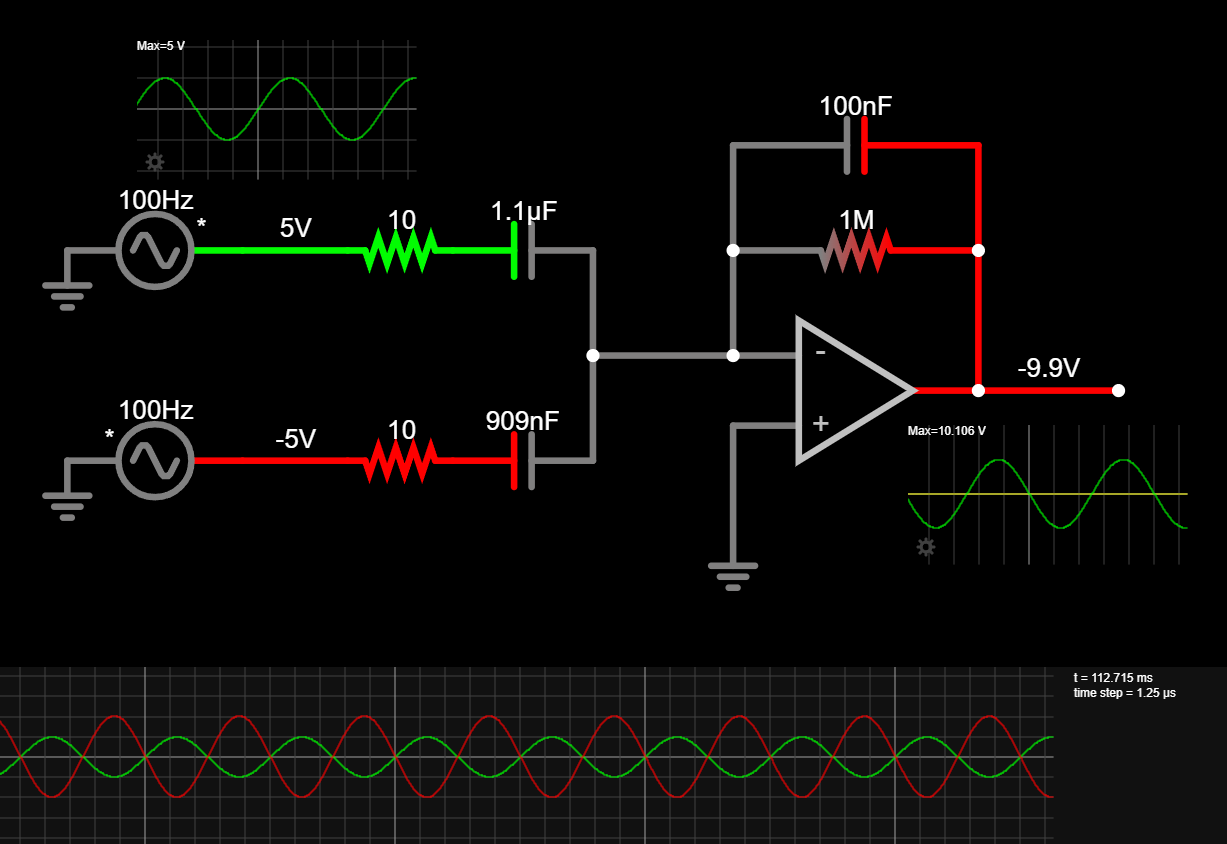 Max=5 V
100Hz
*
5V
10
1.1μF
100nF
1M
100Hz
*
-5V
10
909nF
-
+
-9.9V
Max=10.106 V
t = 112.715 ms
time step = 1.25 μs